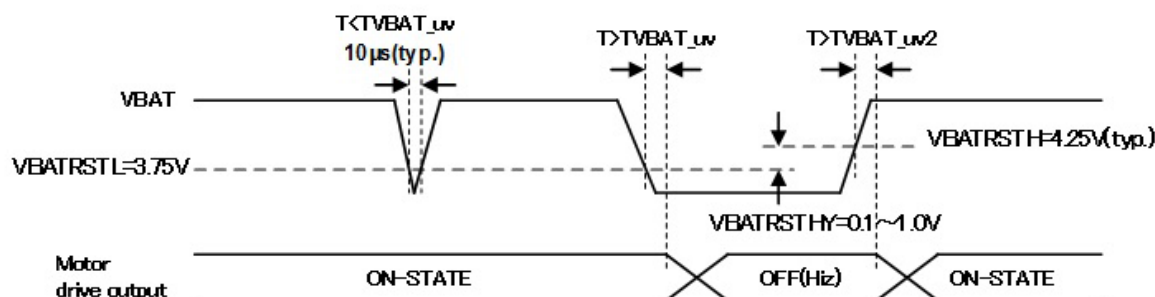 T<TVBAT_uv
10μs(typ.)
T>TVBAT_uv
T>TVBAT_uv2
VBAT
VBATRSTH=4.25V(typ.)
VBATRSTL=3.75V
VBATRSTHY=0.1～1.0V
Motor
drive output
ON-STATE
OFF(Hiz)
ON-STATE